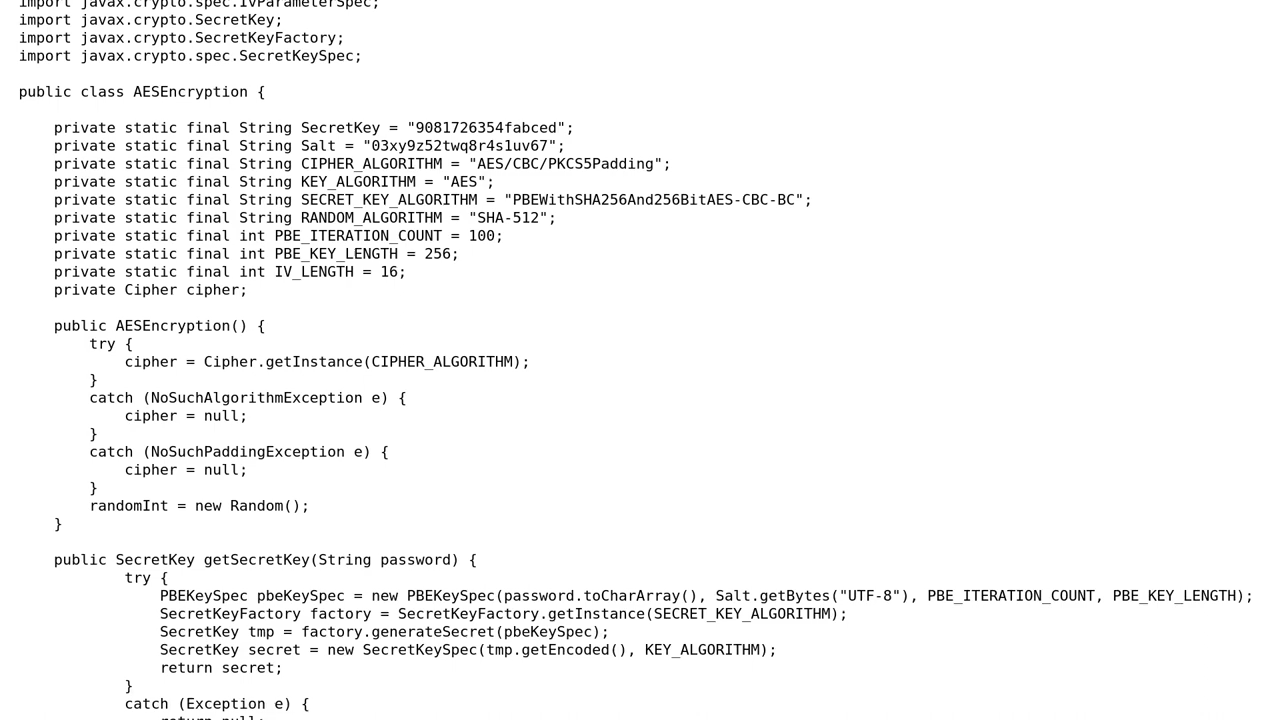 import javax.crypto.spec.IvParameterSpec;
import javax.crypto.SecretKey;
import javax.crypto.SecretKeyFactory;
import javax.crypto.spec.SecretKeySpec;

public class AESEncryption {

    private static final String SecretKey = "9081726354fabced";
    private static final String Salt = "03xy9z52twq8r4s1uv67";
    private static final String CIPHER_ALGORITHM = "AES/CBC/PKCS5Padding";
    private static final String KEY_ALGORITHM = "AES";
    private static final String SECRET_KEY_ALGORITHM = "PBEWithSHA256And256BitAES-CBC-BC";
    private static final String RANDOM_ALGORITHM = "SHA-512";
    private static final int PBE_ITERATION_COUNT = 100;
    private static final int PBE_KEY_LENGTH = 256;
    private static final int IV_LENGTH = 16;
    private Cipher cipher;

    public AESEncryption() {
        try {
            cipher = Cipher.getInstance(CIPHER_ALGORITHM);
        }
        catch (NoSuchAlgorithmException e) {
            cipher = null;
        }
        catch (NoSuchPaddingException e) {
            cipher = null;
        }
        randomInt = new Random();
    }

    public SecretKey getSecretKey(String password) {
            try {
                PBEKeySpec pbeKeySpec = new PBEKeySpec(password.toCharArray(), Salt.getBytes("UTF-8"), PBE_ITERATION_COUNT, PBE_KEY_LENGTH);
                SecretKeyFactory factory = SecretKeyFactory.getInstance(SECRET_KEY_ALGORITHM);
                SecretKey tmp = factory.generateSecret(pbeKeySpec);
                SecretKey secret = new SecretKeySpec(tmp.getEncoded(), KEY_ALGORITHM);
                return secret;
            }
            catch (Exception e) {
                return null;